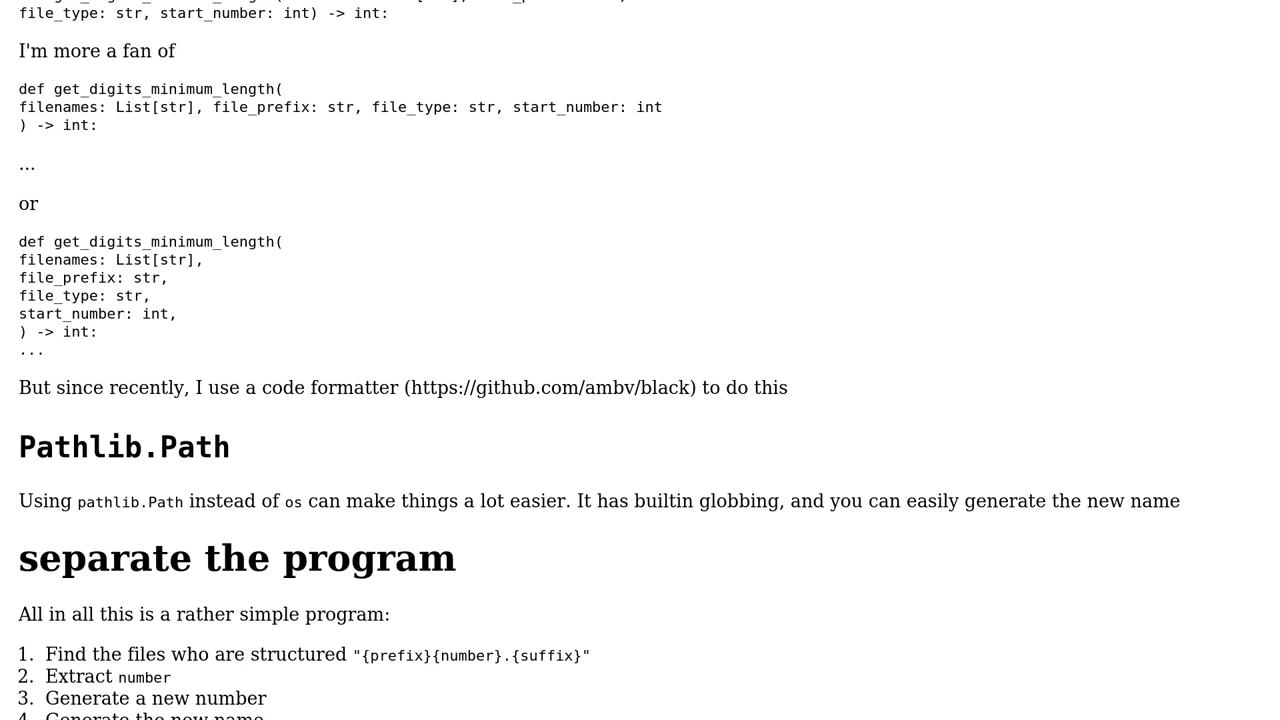 file_type: str, start_number: int) -> int:
I'm more a fan of
def get_digits_minimum_length(
filenames: List[str], file_prefix: str, file_type: str, start_number: int
) -> int:
...
or
def get_digits_minimum_length(
filenames: List[str],
file_prefix: str,
file_type: str,
start_number: int,
) -> int:
...
But since recently, I use a code formatter (https://github.com/ambv/black) to do this
Pathlib.Path
Using pathlib.Path instead of os can make things a lot easier. It has builtin globbing, and you can easily generate the new name
separate the program
All in all this is a rather simple program:
1. Find the files who are structured "{prefix}{number}.{suffix}"
2. Extract number
3. Generate a new number
4. Generate the new name